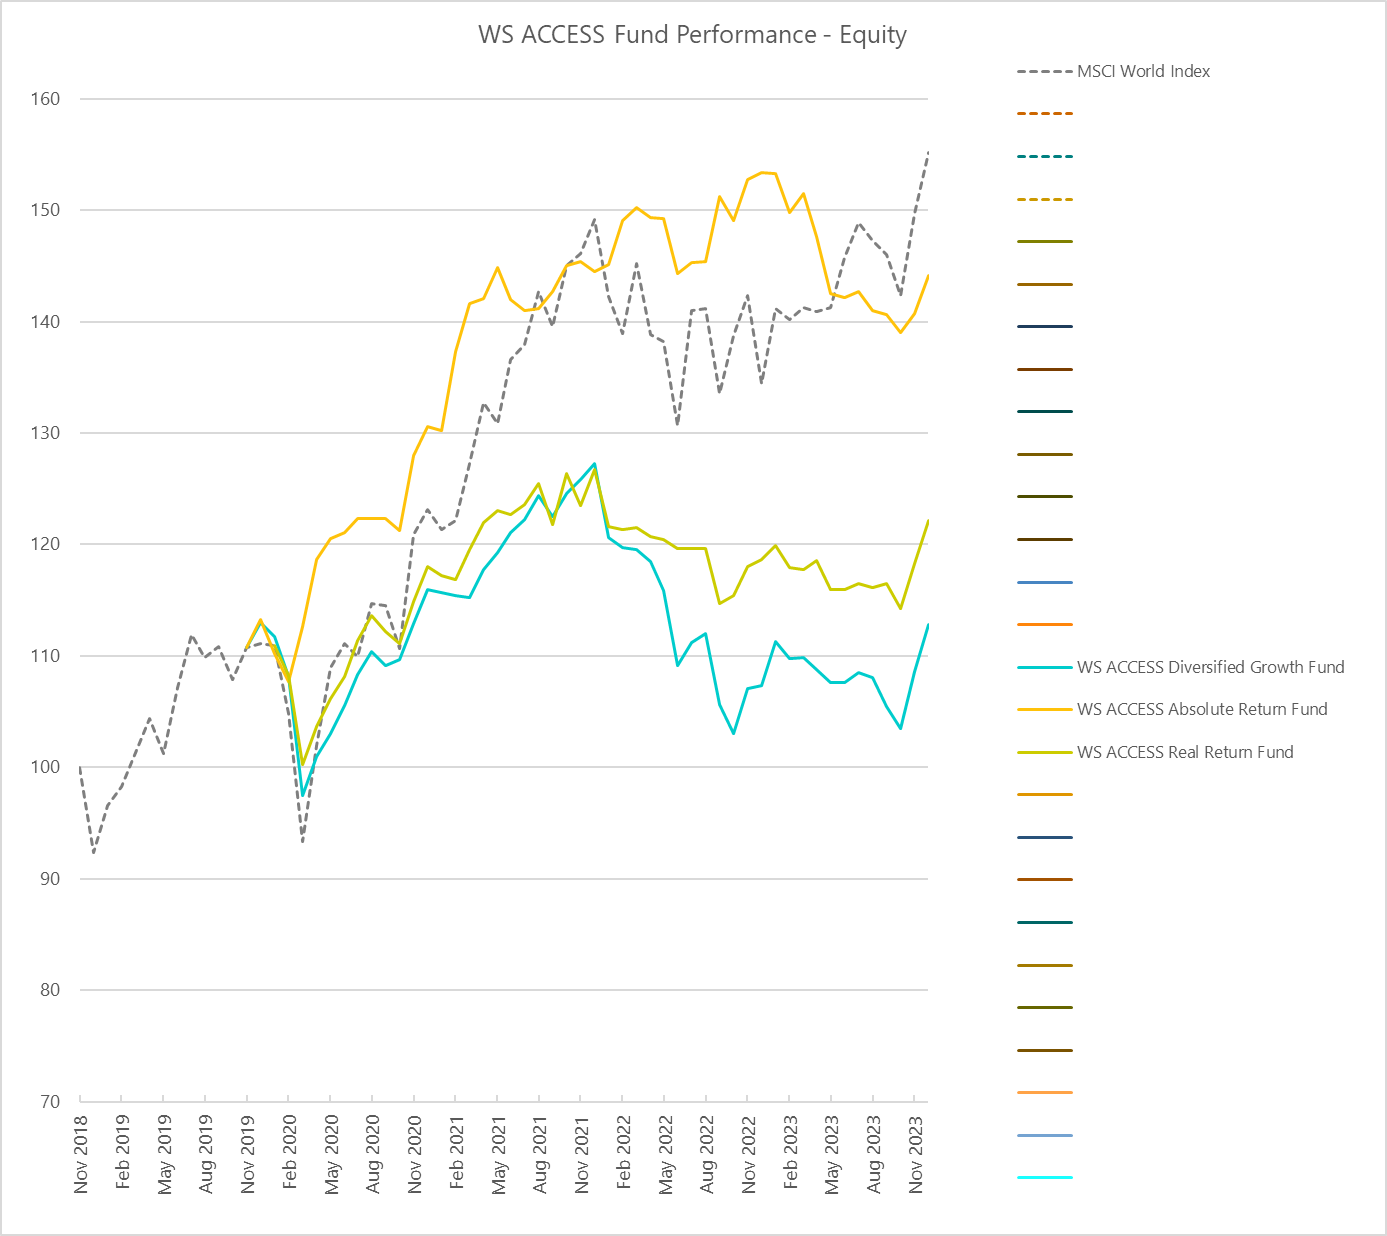 WS ACCESS Fund Performance - Equity
MSCI World Index
160
150
140
130
120
110
100
90
80
70
WS ACCESS Diversified Growth Fund
WS ACCESS Absolute Return Fund
WS ACCESS Real Return Fund
Nov 2018
Feb 2019
May 2019
Aug 2019
Nov 2019
Feb 2020
May 2020
Aug 2020
Nov 2020
Feb 2021
May 2021
Aug 2021
Nov 2021
Feb 2022
May 2022
Aug 2022
Nov 2022
Feb 2023
May 2023
Aug 2023
Nov 2023